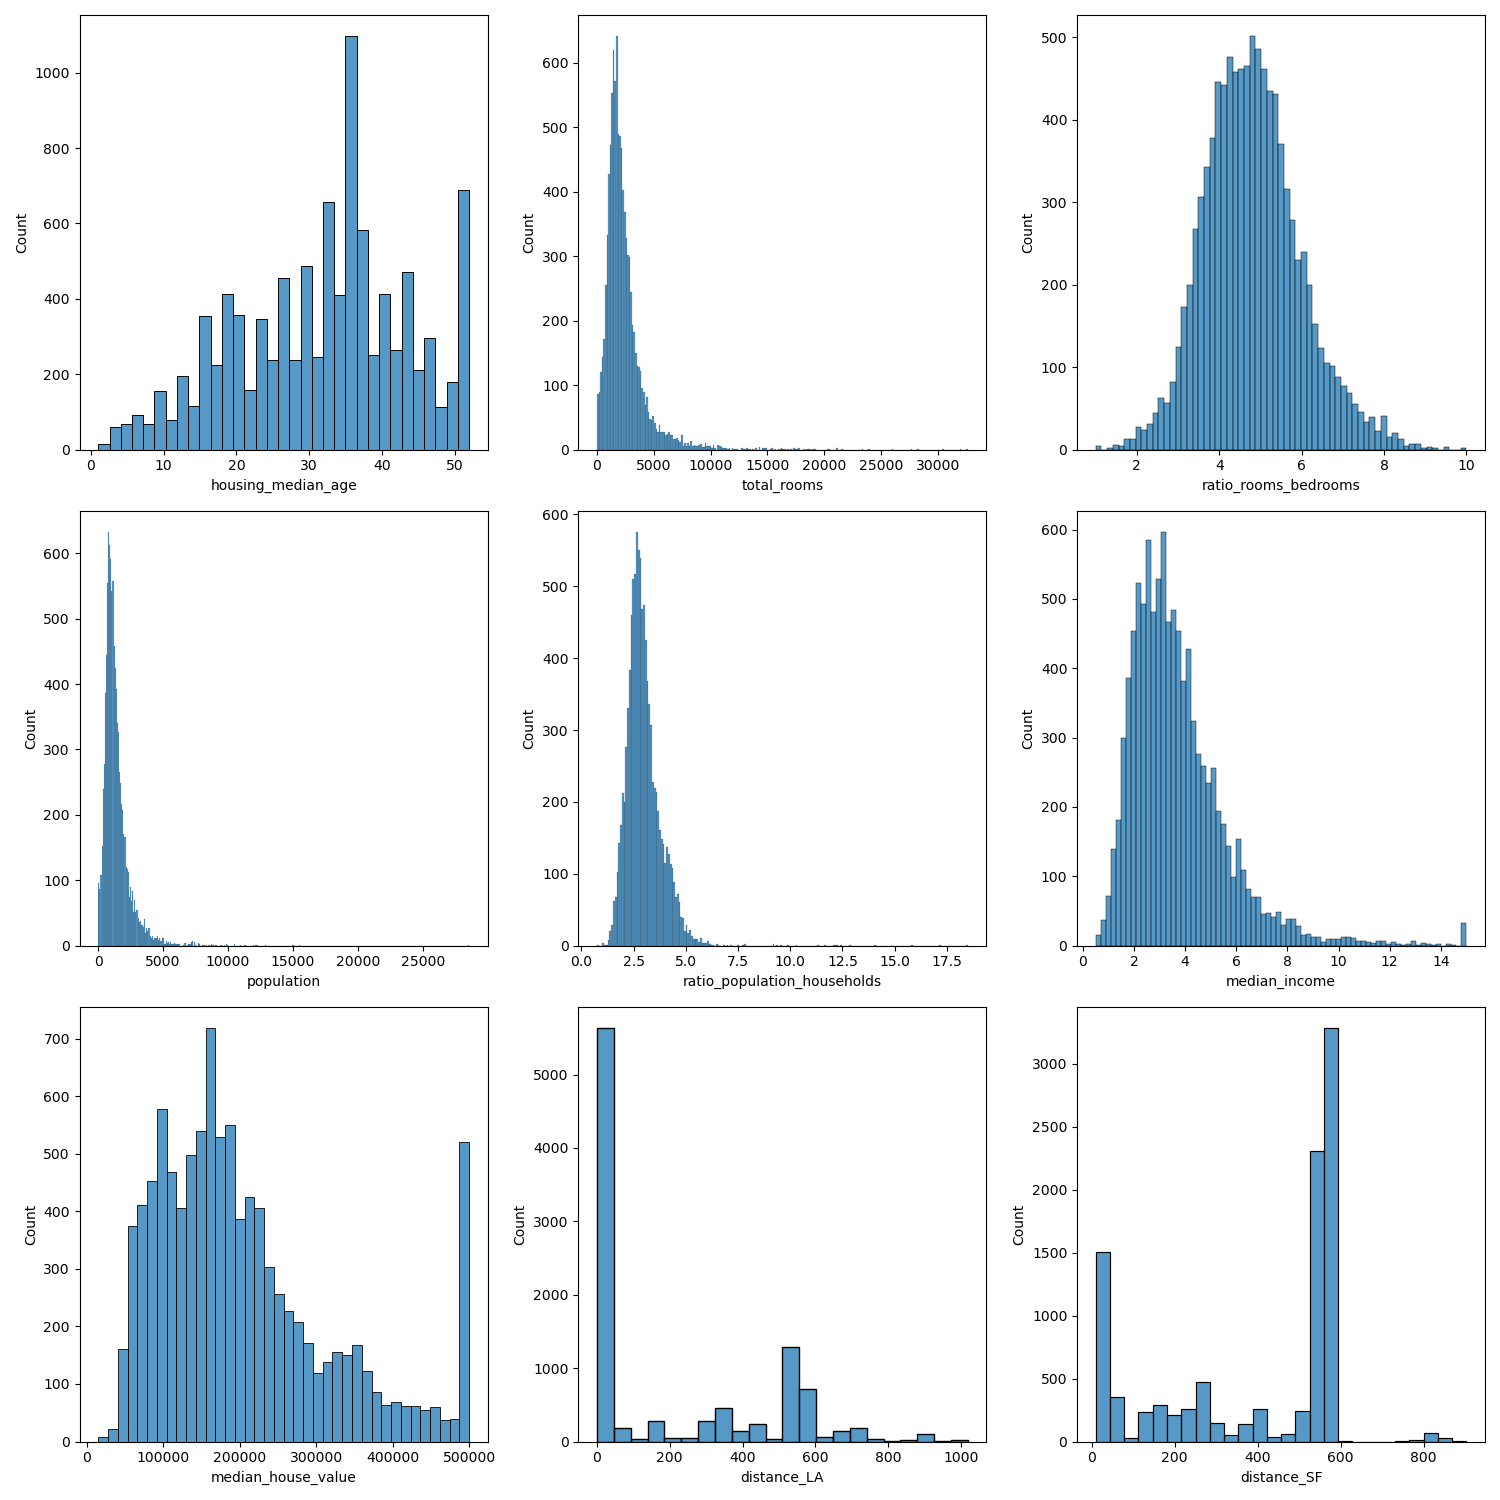 Count
1000
800
600
400
200
0
0 10 20 30 40 50
housing_median_age
Count
600
500
400
300
200
100
0
0 5000 10000 15000 20000 25000 30000
total_rooms
Count
500
400
300
200
100
0
2 4 6 8 10
ratio_rooms_bedrooms
Count
600
500
400
300
200
100
0
0 5000 10000 15000 20000 25000
population
Count
600
500
400
300
200
100
0
0.0 2.5 5.0 7.5 10.0 12.5 15.0 17.5
ratio_population_households
Count
600
500
400
300
200
100
0
0 2 4 6 8 10 12 14
median_income
Count
700
600
500
400
300
200
100
0
0 100000 200000 300000 400000 500000
median_house_value
Count
5000
4000
3000
2000
1000
0
0 200 400 600 800 1000
distance_LA
Count
3000
2500
2000
1500
1000
500
0
0 200 400 600 800
distance_SF